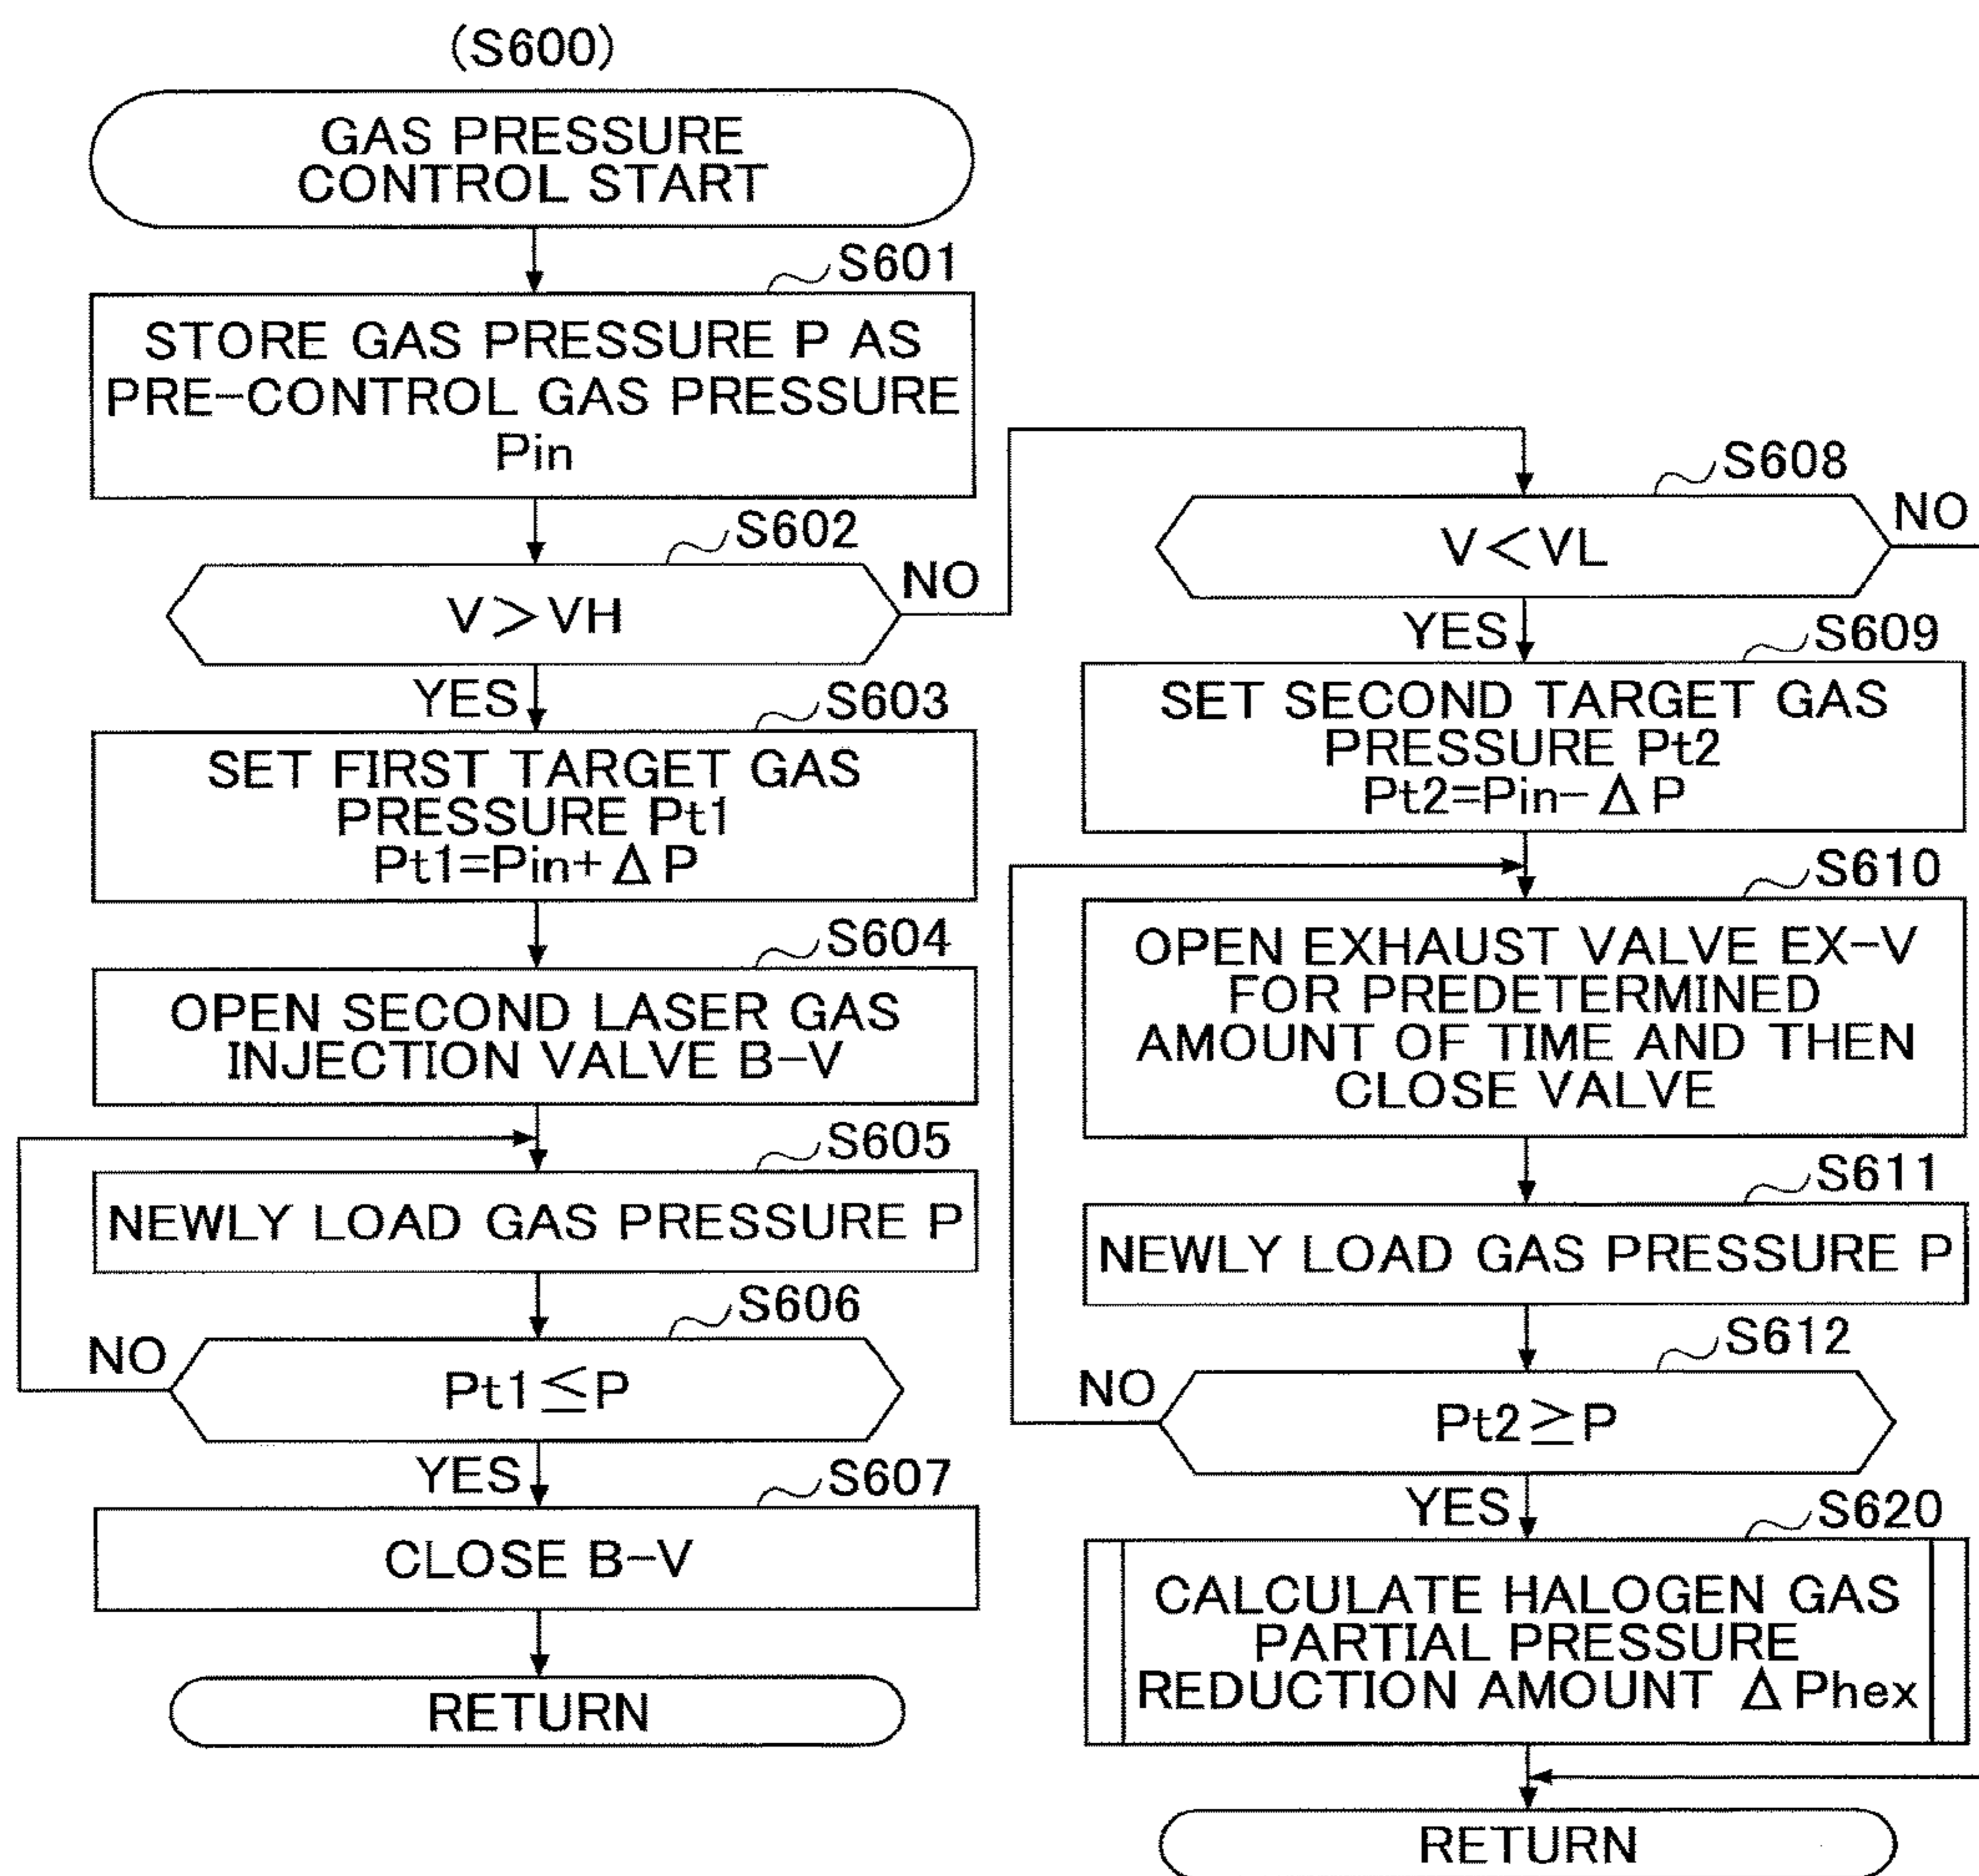 (S600)
GAS PRESSURE
CONTROL START
S601
STORE GAS PRESSURE P AS
PRE-CONTROL GAS PRESSURE
Pin
S602
V>VH
NO
YES
S603
SET FIRST TARGET GAS
PRESSURE Pt1
Pt1=Pin+ΔP
S604
OPEN SECOND LASER GAS
INJECTION VALVE B-V
S605
NEWLY LOAD GAS PRESSURE P
S606
NO
Pt1≦P
YES
S607
CLOSE B-V
RETURN
S608
NO
V<VL
YES
S609
SET SECOND TARGET GAS
PRESSURE Pt2
Pt2=Pin-ΔP
S610
OPEN EXHAUST VALVE EX-V
FOR PREDETERMINED
AMOUNT OF TIME AND THEN
CLOSE VALVE
S611
NEWLY LOAD GAS PRESSURE P
S612
NO
Pt2≧P
YES
S620
CALCULATE HALOGEN GAS
PARTIAL PRESSURE
REDUCTION AMOUNT ΔPhex
RETURN